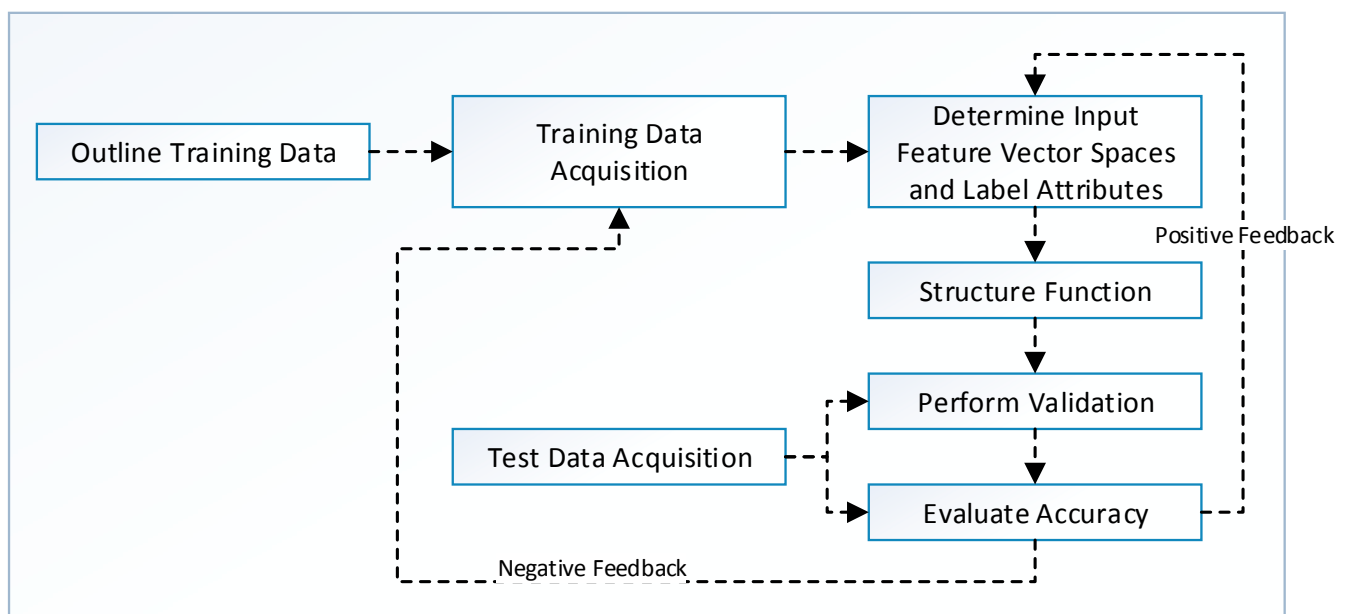 Outline Training Data
Training Data
Acquisition
Determine Input
Feature Vector Spaces
and Label Attributes
Positive Feedback
Structure Function
Perform Validation
Test Data Acquisition
Evaluate Accuracy
Negative Feedback